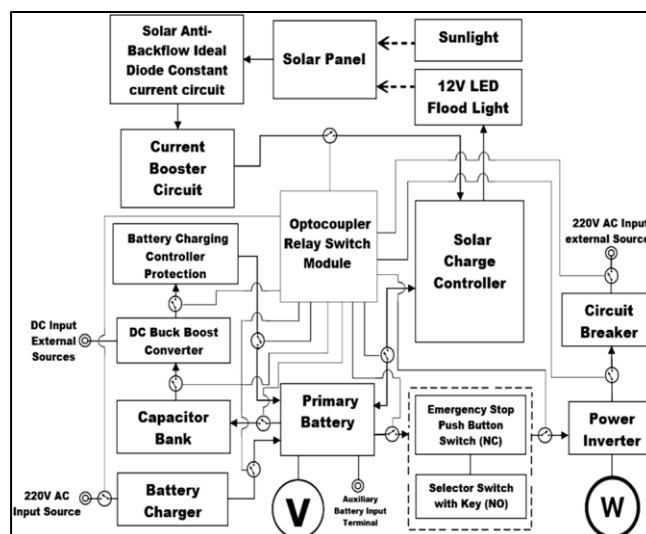 Solar Anti-
Backflow Ideal
Diode Constant
current circuit
Solar Panel
Sunlight
12V LED
Flood Light
Current
Booster
Circuit
Optocoupler
Relay Switch
Module
Solar
Charge
Controller
220V AC Input
external Source
Battery Charging
Controller
Protection
DC Input
External
Sources
DC Buck Boost
Converter
Circuit
Breaker
Capacitor
Bank
Primary
Battery
Emergency Stop
Push Button
Switch (NC)
Power
Inverter
220V AC
Input Source
Battery
Charger
V
Auxiliary
Battery Input
Terminal
Selector Switch
with Key (NO)
W